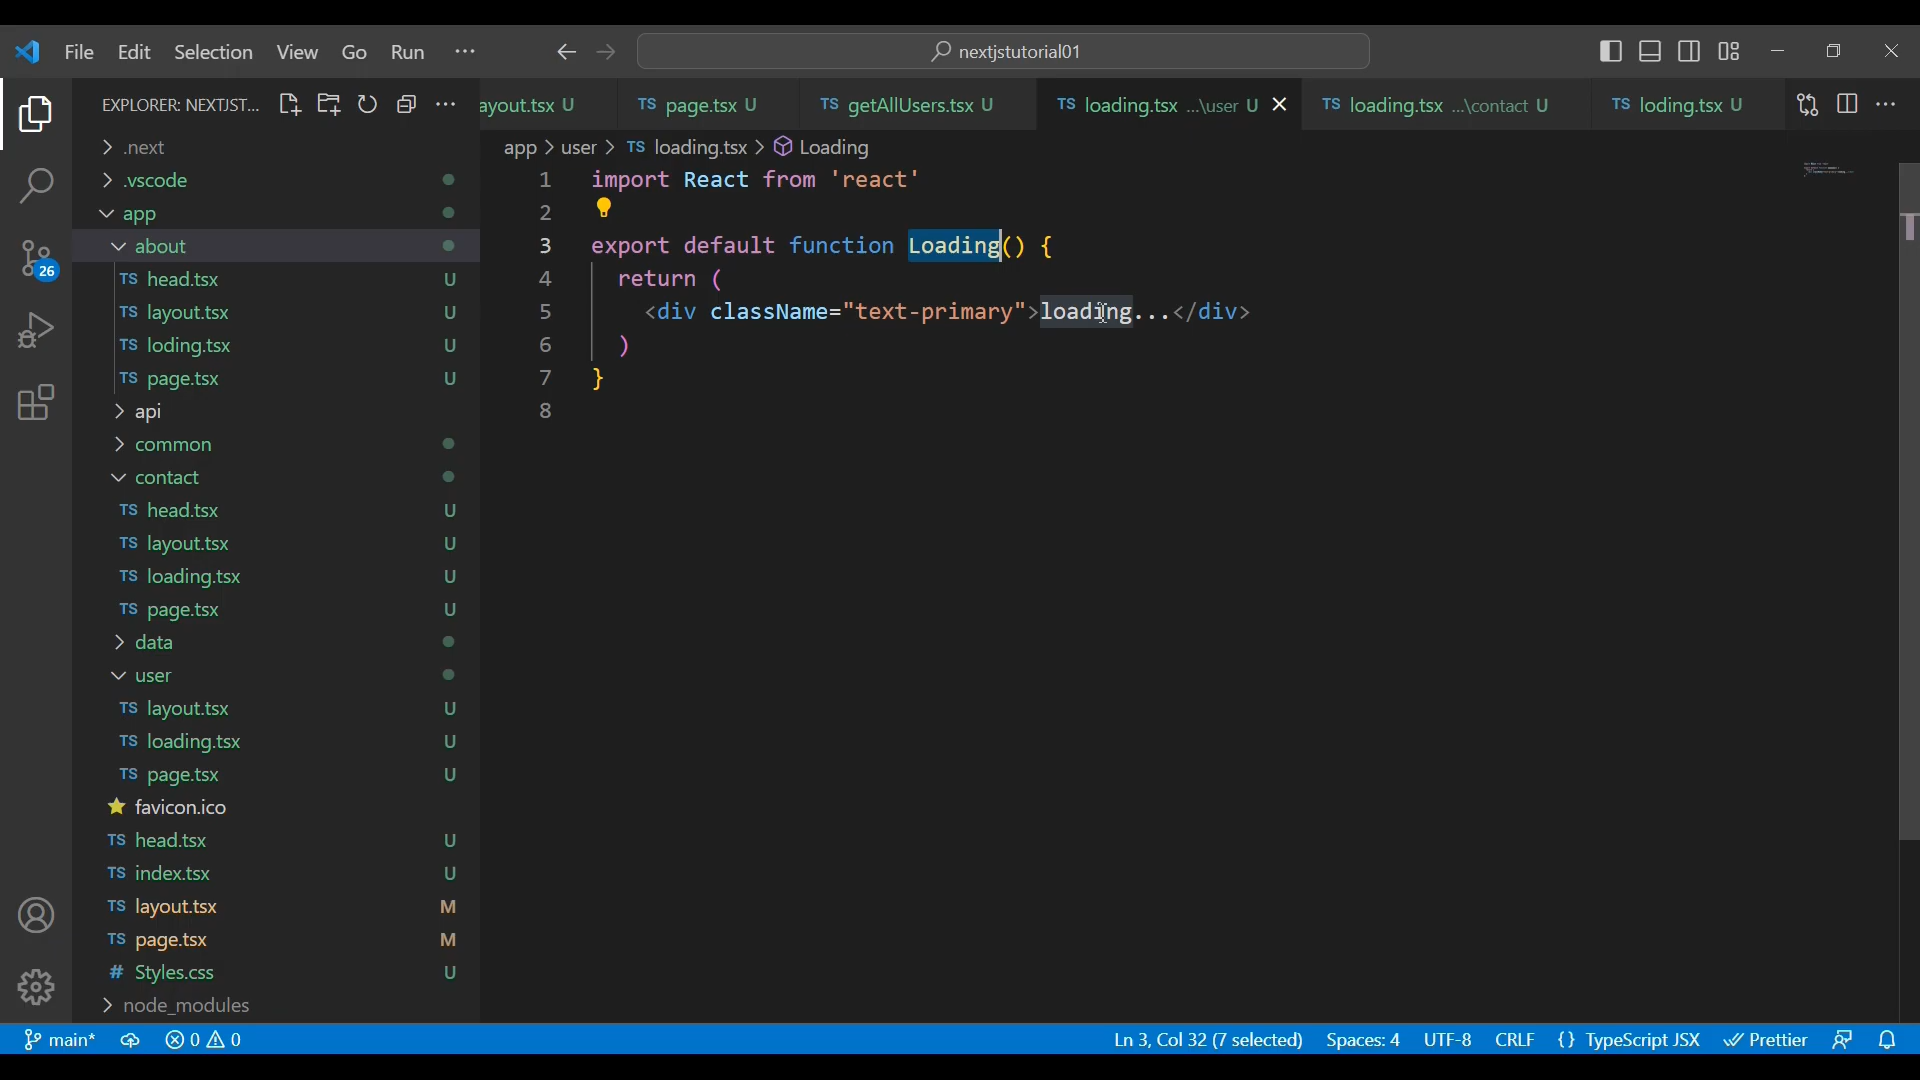 File Edit Selection View Go Run ··· nextjstutorial01
EXPLORER: NEXTJST... ayout.tsx U TS page.tsx U TS getAllUsers.tsx U TS loading.tsx ...\user U TS loading.tsx ...\contact U TS loding.tsx U
app > user > TS loading.tsx > Loading
.next
.vscode
app
about
TS head.tsx U
TS layout.tsx U
TS loding.tsx U
TS page.tsx U
api
common
contact
TS head.tsx U
TS layout.tsx U
TS loading.tsx U
TS page.tsx U
data
user
TS layout.tsx U
TS loading.tsx U
TS page.tsx U
favicon.ico
TS head.tsx U
TS index.tsx U
TS layout.tsx M
TS page.tsx M
# Styles.css U
node_modules
26
1 import React from 'react'
2
3 export default function Loading() {
4 return (
5 <div className="text-primary">loading...</div>
6 )
7 }
8
main* 0 0 Ln 3, Col 32 (7 selected) Spaces: 4 UTF-8 CRLF {} TypeScript JSX Prettier